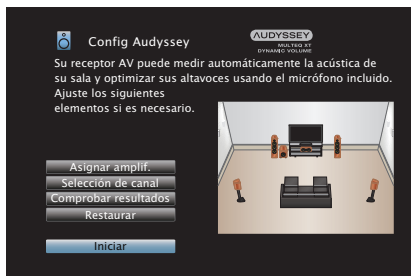 Config Audyssey
AUDYSSEY
MULTEQ XT
DYNAMIC VOLUME
Su receptor AV puede medir automáticamente la acústica de
su sala y optimizar sus altavoces usando el micrófono incluido.
Ajuste los siguientes
elementos si es necesario.
Asignar amplif.
Selección de canal
Comprobar resultados
Restaurar
Iniciar